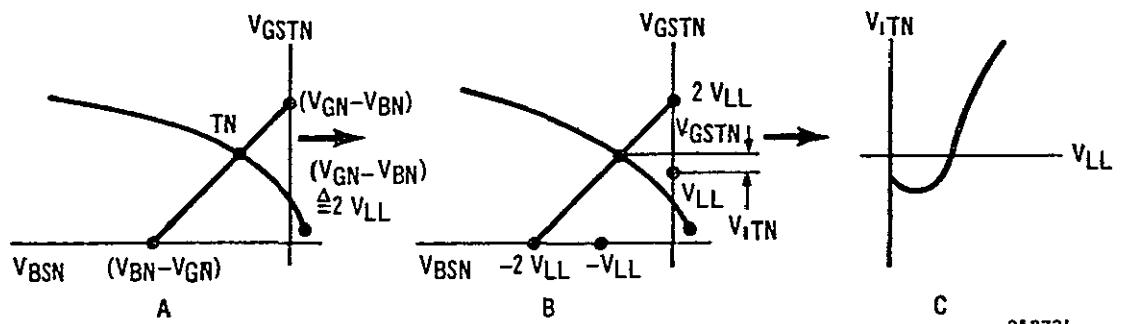 VGSTN
(VGN-VBN)
TN
(VGN-VBN)
≜2 VLL
VBSN
(VBN-VGN)
A
VGSTN
2 VLL
VGSTN
VLL
VITN
VBSN
-2 VLL
-VLL
B
VITN
VLL
C